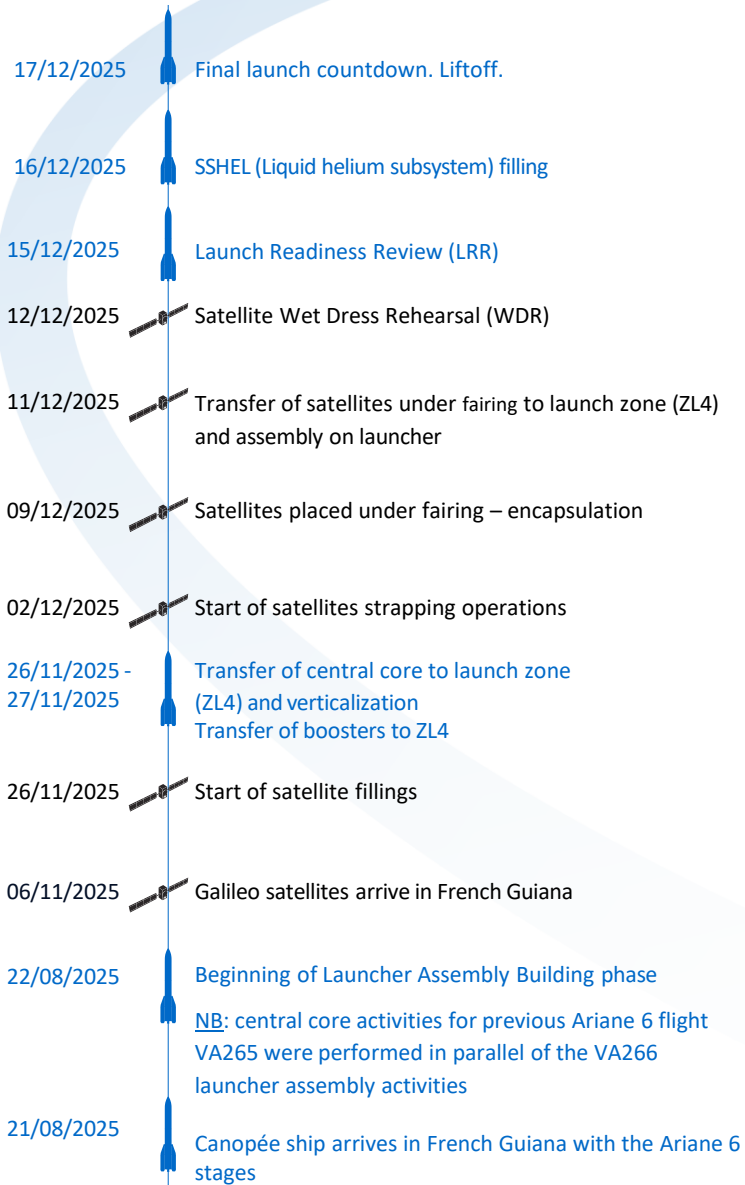 17/12/2025 Final launch countdown. Liftoff.
16/12/2025 SSHEL (Liquid helium subsystem) filling
15/12/2025 Launch Readiness Review (LRR)
12/12/2025 Satellite Wet Dress Rehearsal (WDR)
11/12/2025 Transfer of satellites under fairing to launch zone (ZL4)
and assembly on launcher
09/12/2025 Satellites placed under fairing – encapsulation
02/12/2025 Start of satellites strapping operations
26/11/2025 - Transfer of central core to launch zone
27/11/2025 (ZL4) and verticalization
Transfer of boosters to ZL4
26/11/2025 Start of satellite fillings
06/11/2025 Galileo satellites arrive in French Guiana
22/08/2025 Beginning of Launcher Assembly Building phase
NB: central core activities for previous Ariane 6 flight
VA265 were performed in parallel of the VA266
launcher assembly activities
21/08/2025 Canopée ship arrives in French Guiana with the Ariane 6
stages